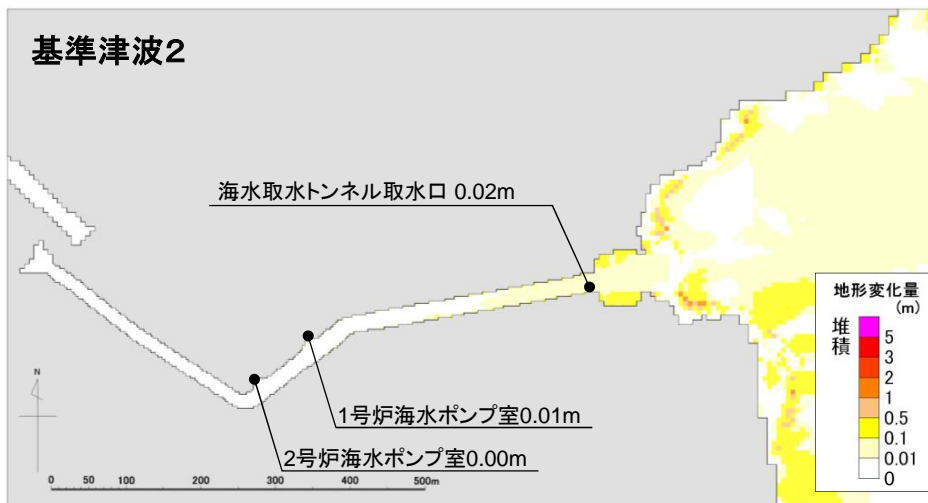 基準津波2
海水取水トンネル取水口 0.02m
1号炉海水ポンプ室0.01m
2号炉海水ポンプ室0.00m
N
0 50 100 200 300 400 500m
地形変化量
(m)
堆積
5
3
2
1
0.5
0.1
0.01
0